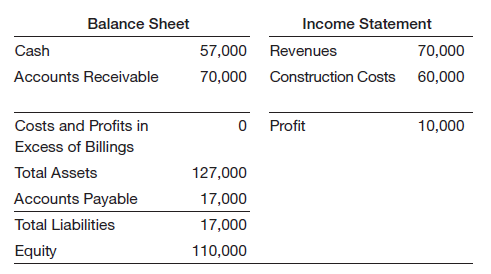 Balance Sheet Income Statement
Cash 57,000 Revenues 70,000
Accounts Receivable 70,000 Construction Costs 60,000
Costs and Profits in 0 Profit 10,000
Excess of Billings
Total Assets 127,000
Accounts Payable 17,000
Total Liabilities 17,000
Equity 110,000